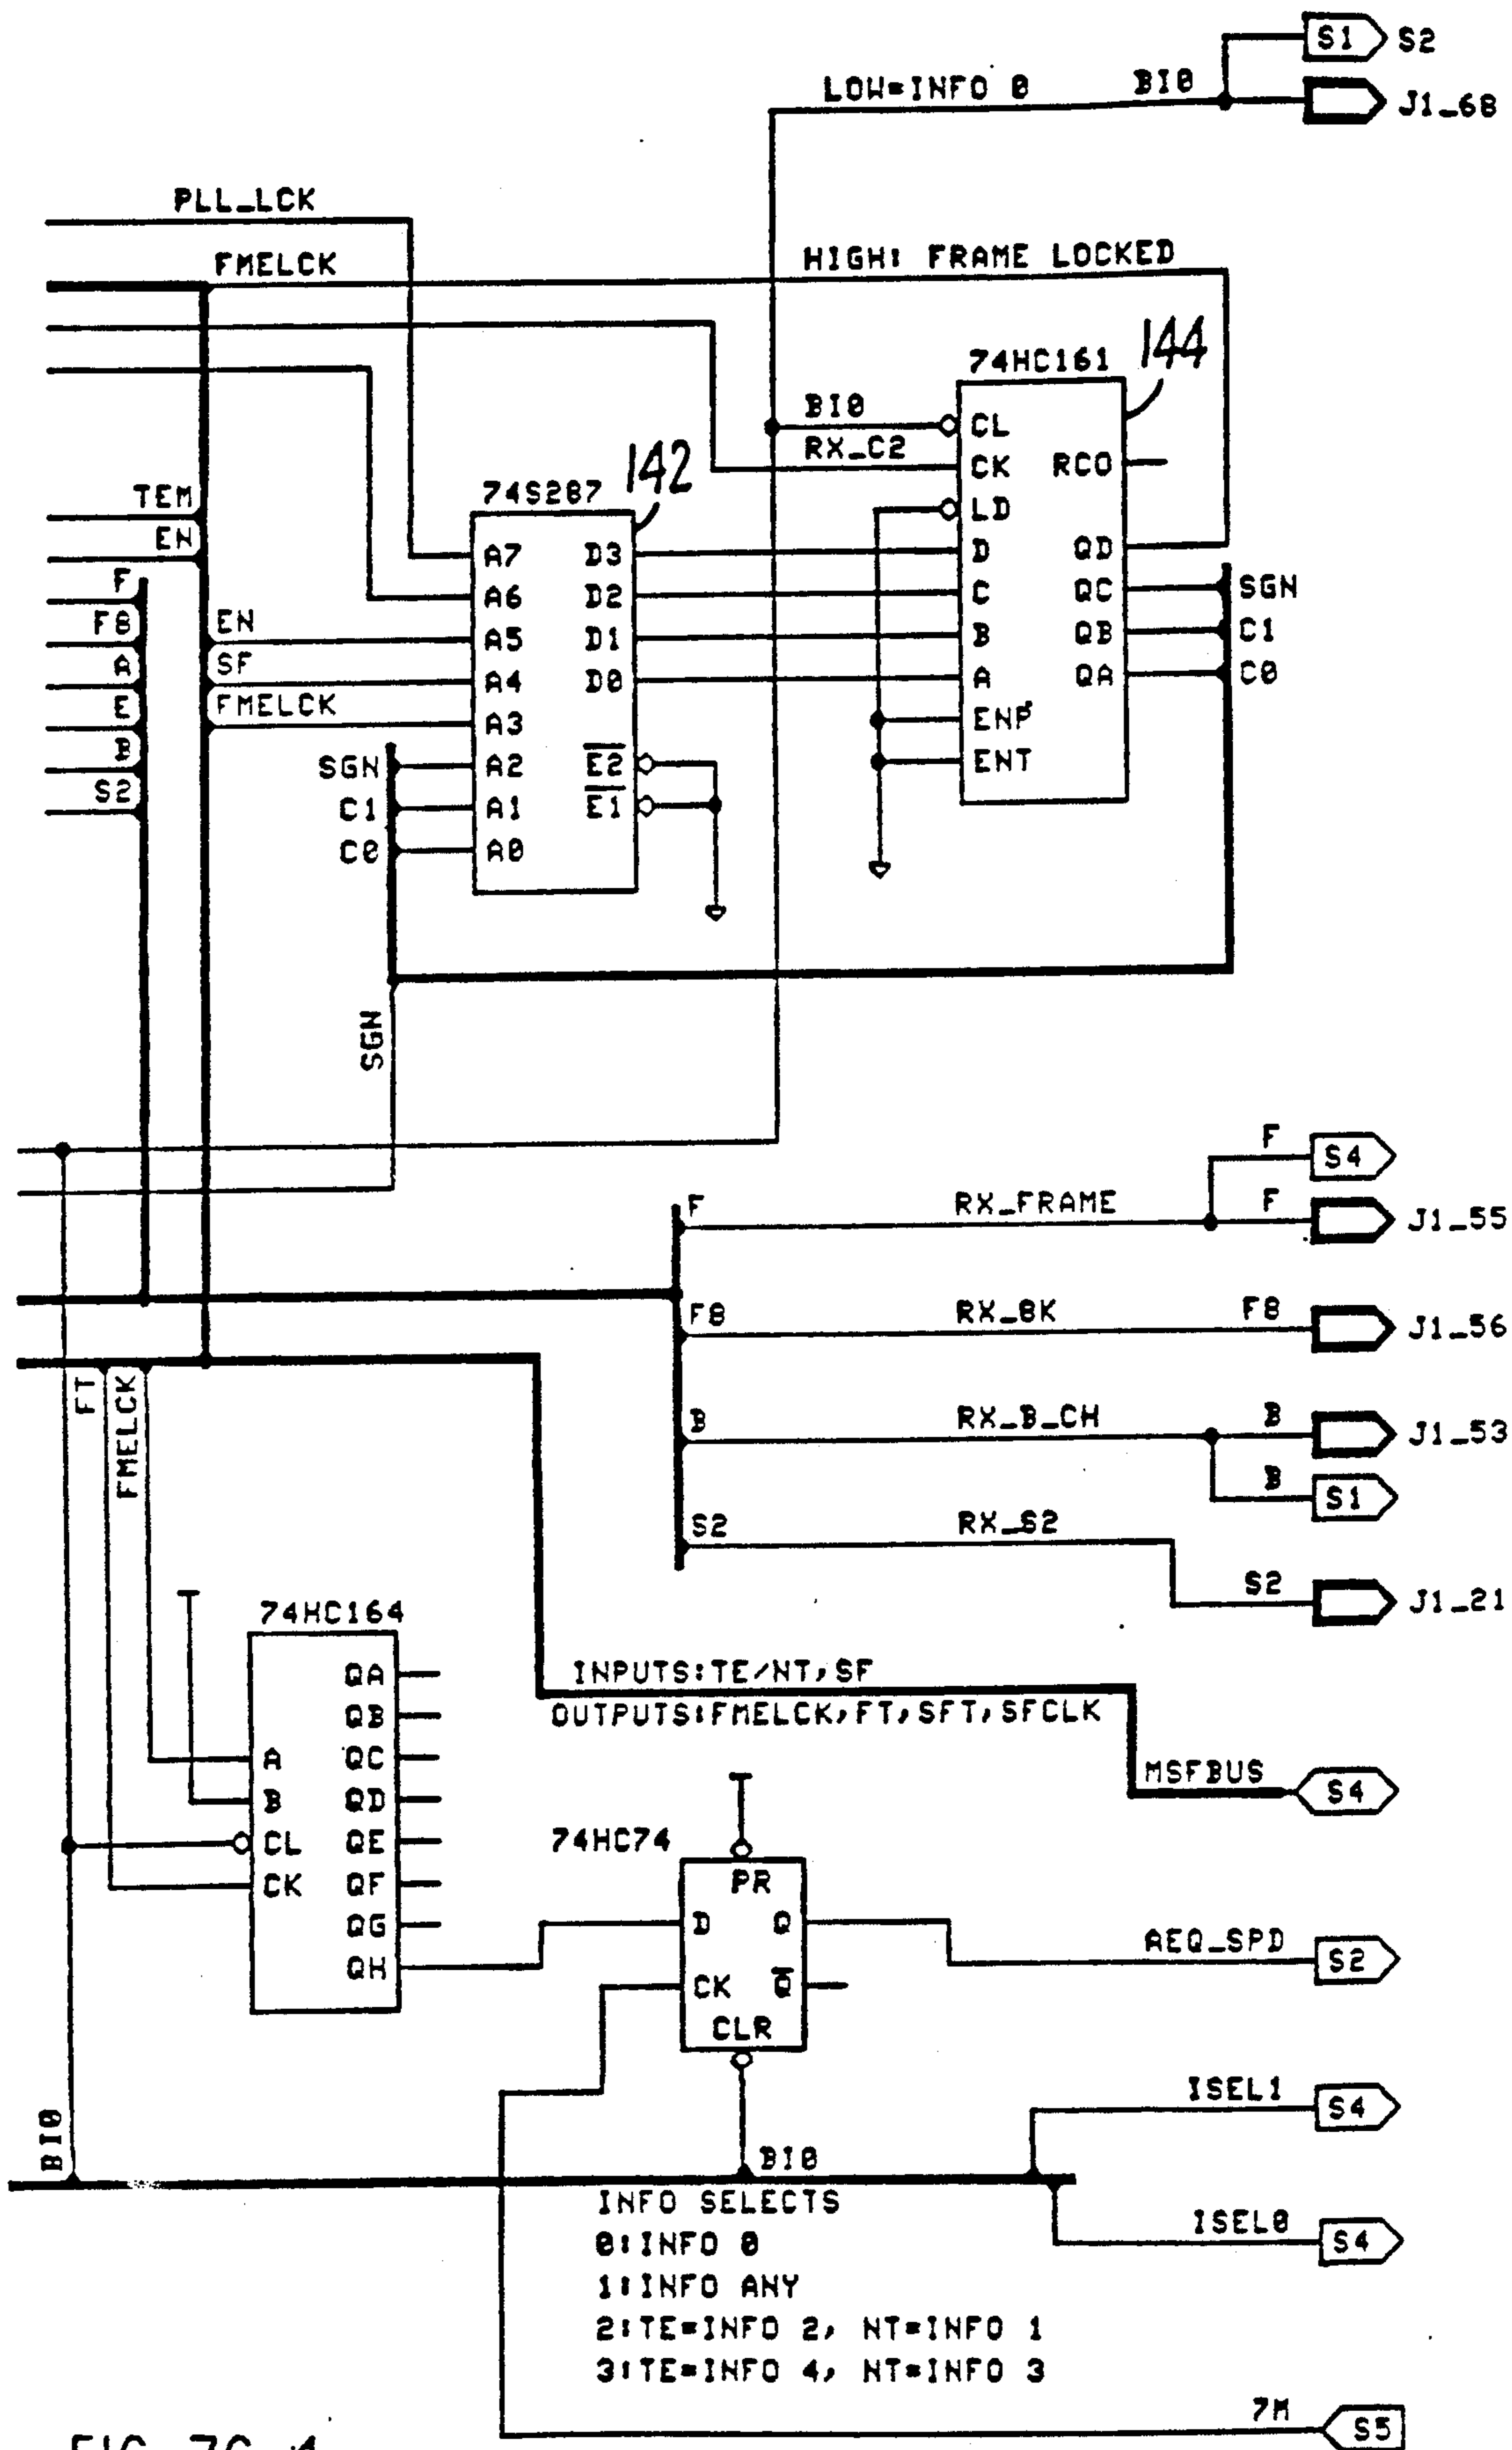 S1 S2
LOW=INFO 0 BI0
J1_68
PLL_LCK
FMELCK HIGH: FRAME LOCKED
74HC161 144
BI0
RX_C2
CL
CK RCO
LD
D QD
C QC SGN
B QB C1
A QA C0
ENP
ENT
74S287 142
A7 D3
A6 D2
A5 D1
A4 D0
A3
A2 E2
A1 E1
A0
TEM
EN
F
F8
A
E
B
S2
EN
SF
FMELCK
SGN
C1
C0
SGN
F S4
F RX_FRAME F J1_55
F8 RX_8K F8 J1_56
B RX_B_CH B J1_53
B S1
S2 RX_S2
S2 J1_21
FT
FMELCK
74HC164
QA
QB
A QC
B QD
CL QE
CK QF
QG
QH
INPUTS:TE/NT, SF
OUTPUTS:FMELCK, FT, SFT, SFCLK
MSFBUS S4
74HC74
PR
D Q
CK Q
CLR
AEQ_SPD S2
ISEL1 S4
BI0
BI0
ISEL0 S4
INFO SELECTS
0:INFO 0
1:INFO ANY
2:TE=INFO 2, NT=INFO 1
3:TE=INFO 4, NT=INFO 3
7M S5